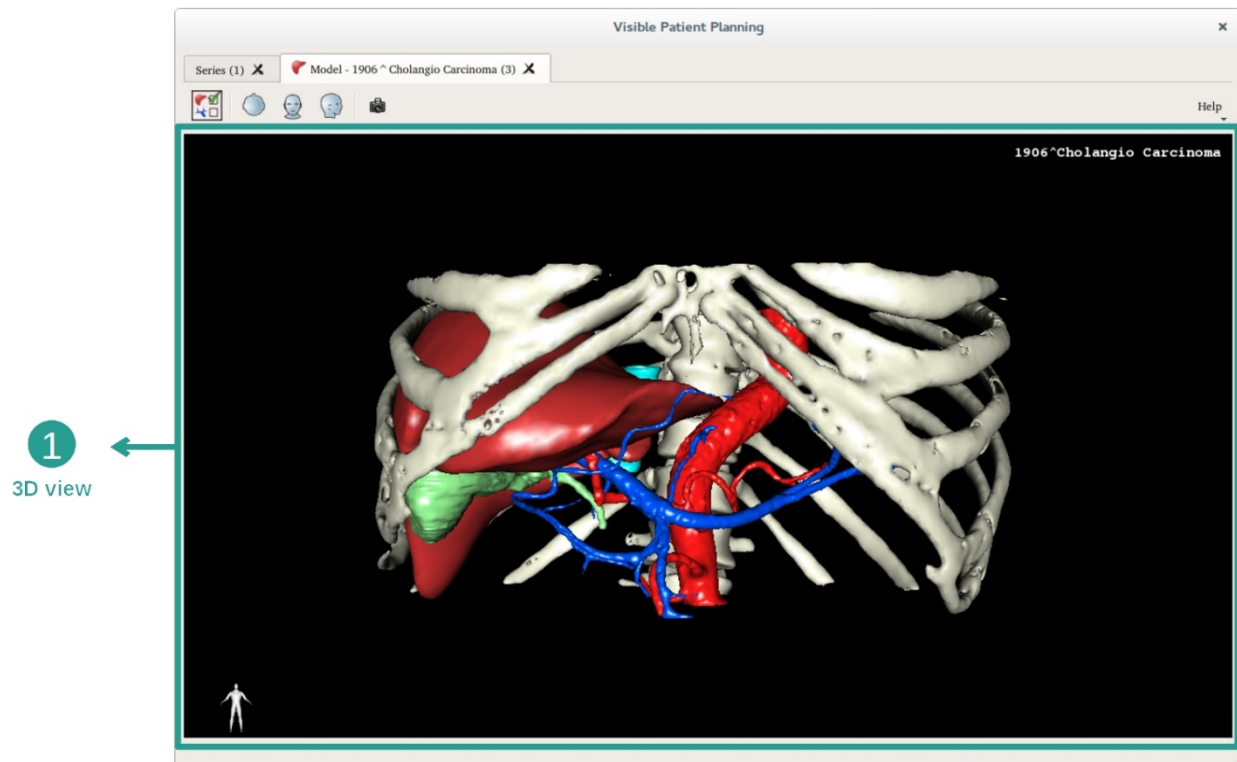 Visible Patient Planning
Series (1)
Model - 1906^Cholangio Carcinoma (3)
Help
1906^Cholangio Carcinoma
1
3D view